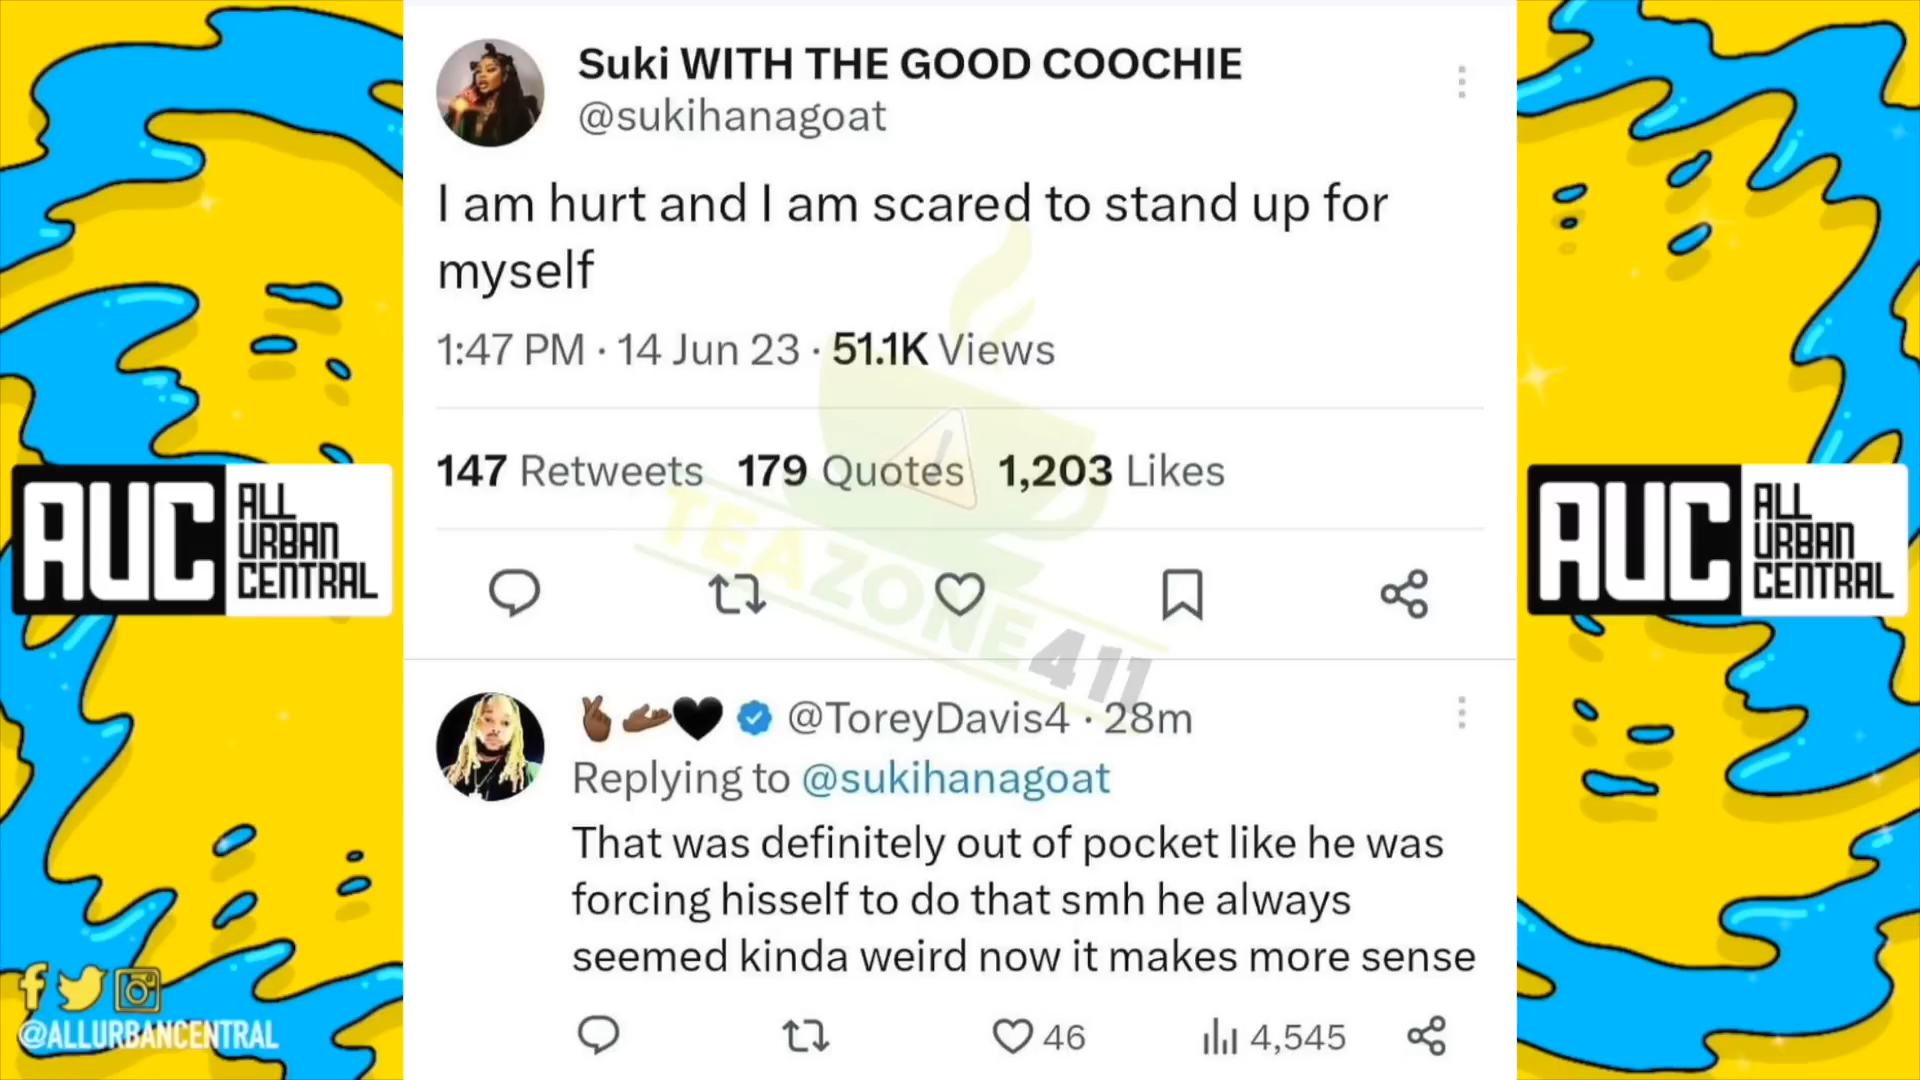 Suki WITH THE GOOD COOCHIE
@sukihanagoat
I am hurt and I am scared to stand up for
myself
1:47 PM · 14 Jun 23 · 51.1K Views
147 Retweets 179 Quotes 1,203 Likes
TEAZONE411
@ToreyDavis4 · 28m
Replying to @sukihanagoat
That was definitely out of pocket like he was
forcing hisself to do that smh he always
seemed kinda weird now it makes more sense
46 4,545
AUC ALL
URBAN
CENTRAL
@ALLURBANCENTRAL
AUC ALL
URBAN
CENTRAL